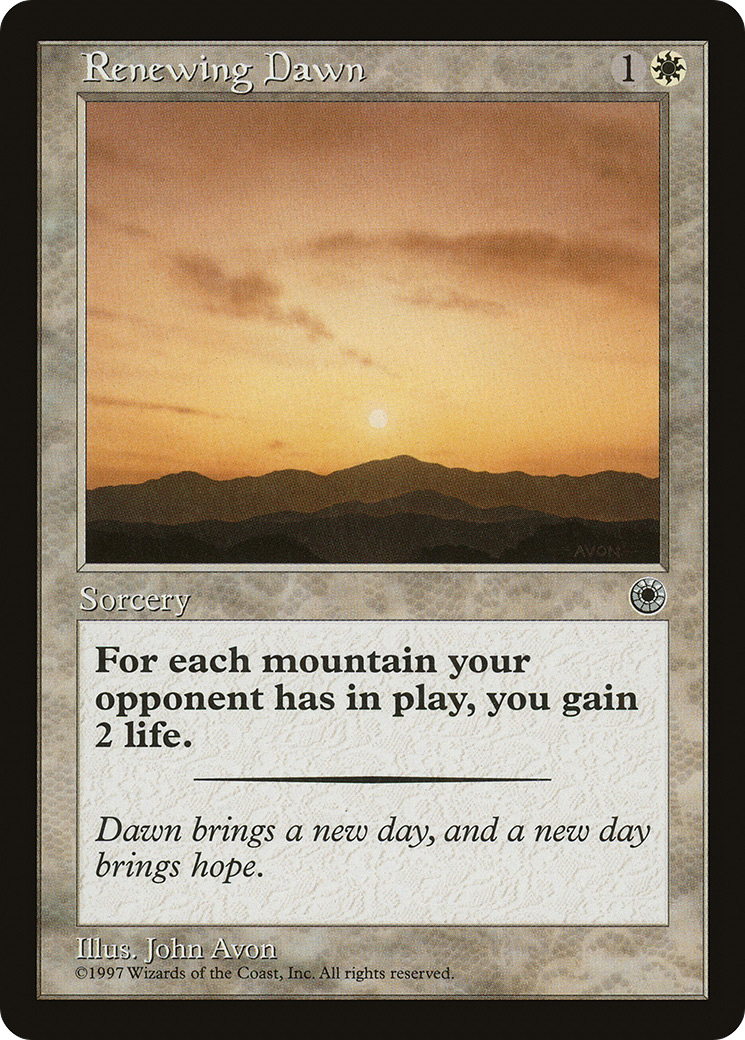 Renewing Dawn 1
AVON
Sorcery
For each mountain your
opponent has in play, you gain
2 life.
Dawn brings a new day, and a new day
brings hope.
Illus. John Avon
©1997 Wizards of the Coast, Inc. All rights reserved.